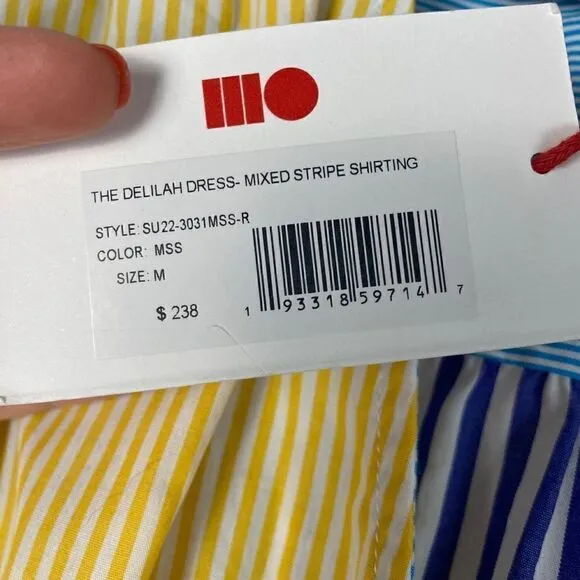 THE DELILAH DRESS- MIXED STRIPE SHIRTING
STYLE: SU22-3031MSS-R
COLOR: MSS
SIZE: M
$ 238
1 93318 59714 7